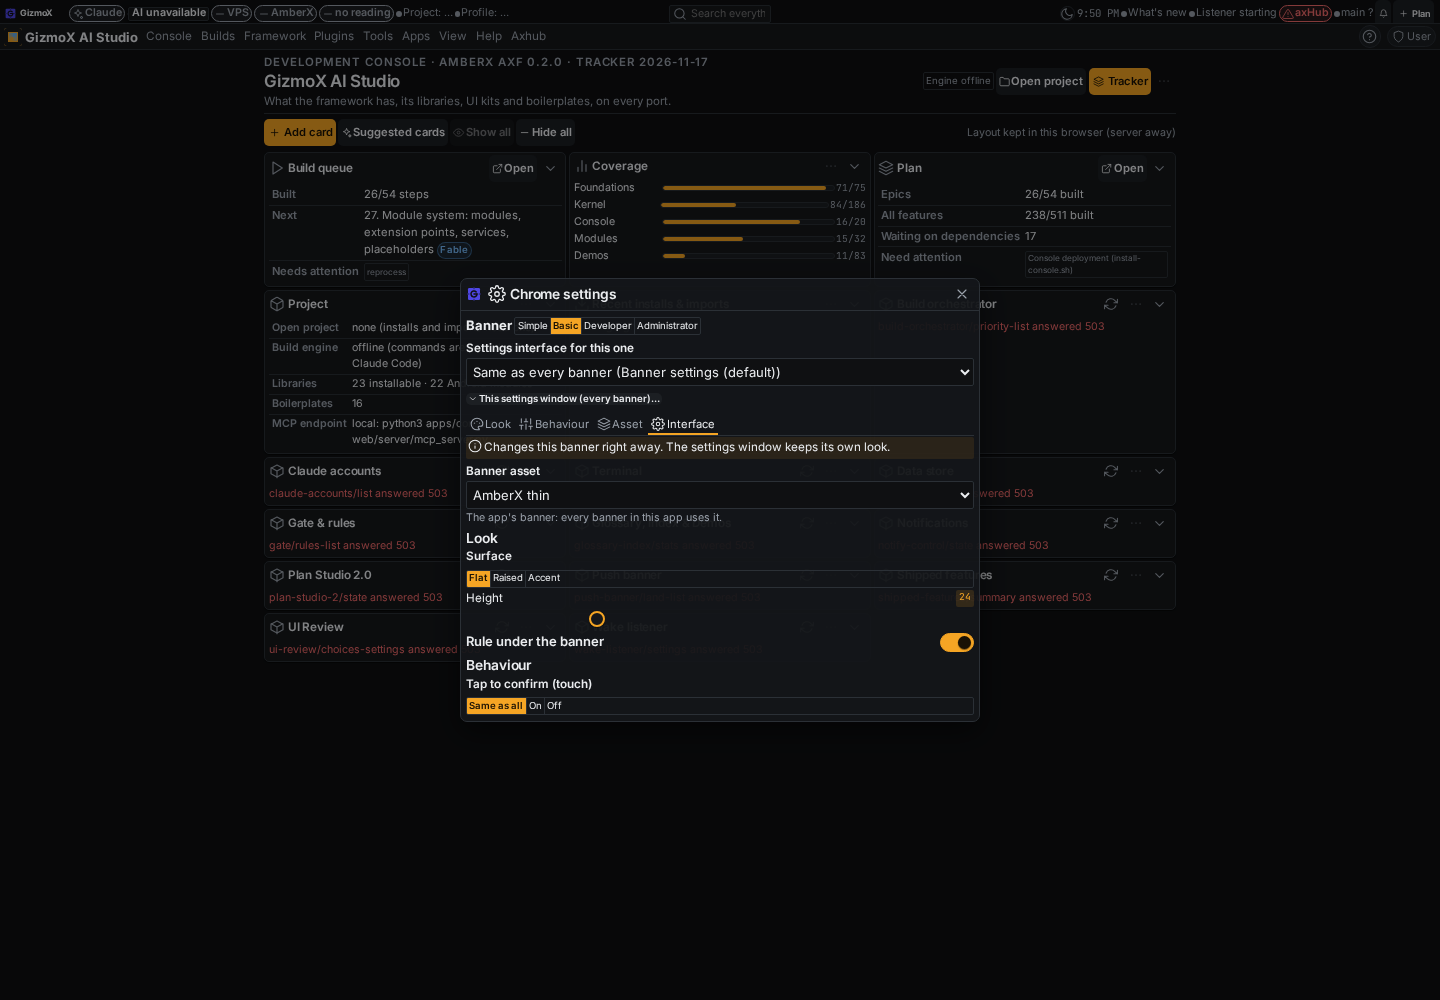 GizmoX Claude AI unavailable VPS AmberX no reading Project: ... Profile: ... Search everyth 9:50 PM What's new Listener starting axHub main ? Plan
GizmoX AI Studio Console Builds Framework Plugins Tools Apps View Help Axhub User
DEVELOPMENT CONSOLE · AMBERX AXF 0.2.0 · TRACKER 2026-11-17
GizmoX AI Studio
Engine offline Open project Tracker
What the framework has, its libraries, UI kits and boilerplates, on every port.
Add card Suggested cards Show all Hide all Layout kept in this browser (server away)
Build queue Open
Built 26/54 steps
Next 27. Module system: modules,
extension points, services,
placeholders Fable
Needs attention reprocess
Coverage
Foundations 71/75
Kernel 84/186
Console 16/20
Modules 15/32
Demos 11/83
Plan Open
Epics 26/54 built
All features 238/511 built
Waiting on dependencies 17
Need attention Console deployment (install-
console.sh)
Project
Open project none (installs and imp
Build engine offline (commands ar
Claude Code)
Libraries 23 installable · 22 An
Boilerplates 16
MCP endpoint local: python3 apps/
web/server/mcp_serv
Build orchestrator
riority-list answered 503
Claude accounts
claude-accounts/list answered 503
Data store
wered 503
Gate & rules
gate/rules-list answered 503
Notifications
ed 503
Plan Studio 2.0
plan-studio-2/state answered 503
Shipped features
ummary answered 503
UI Review
ui-review/choices-settings answered
Chrome settings
Banner Simple Basic Developer Administrator
Settings interface for this one
Same as every banner (Banner settings (default))
This settings window (every banner)...
Look Behaviour Asset Interface
Changes this banner right away. The settings window keeps its own look.
Banner asset
AmberX thin
The app's banner: every banner in this app uses it.
Look
Surface
Flat Raised Accent
Height 24
Rule under the banner
Behaviour
Tap to confirm (touch)
Same as all On Off